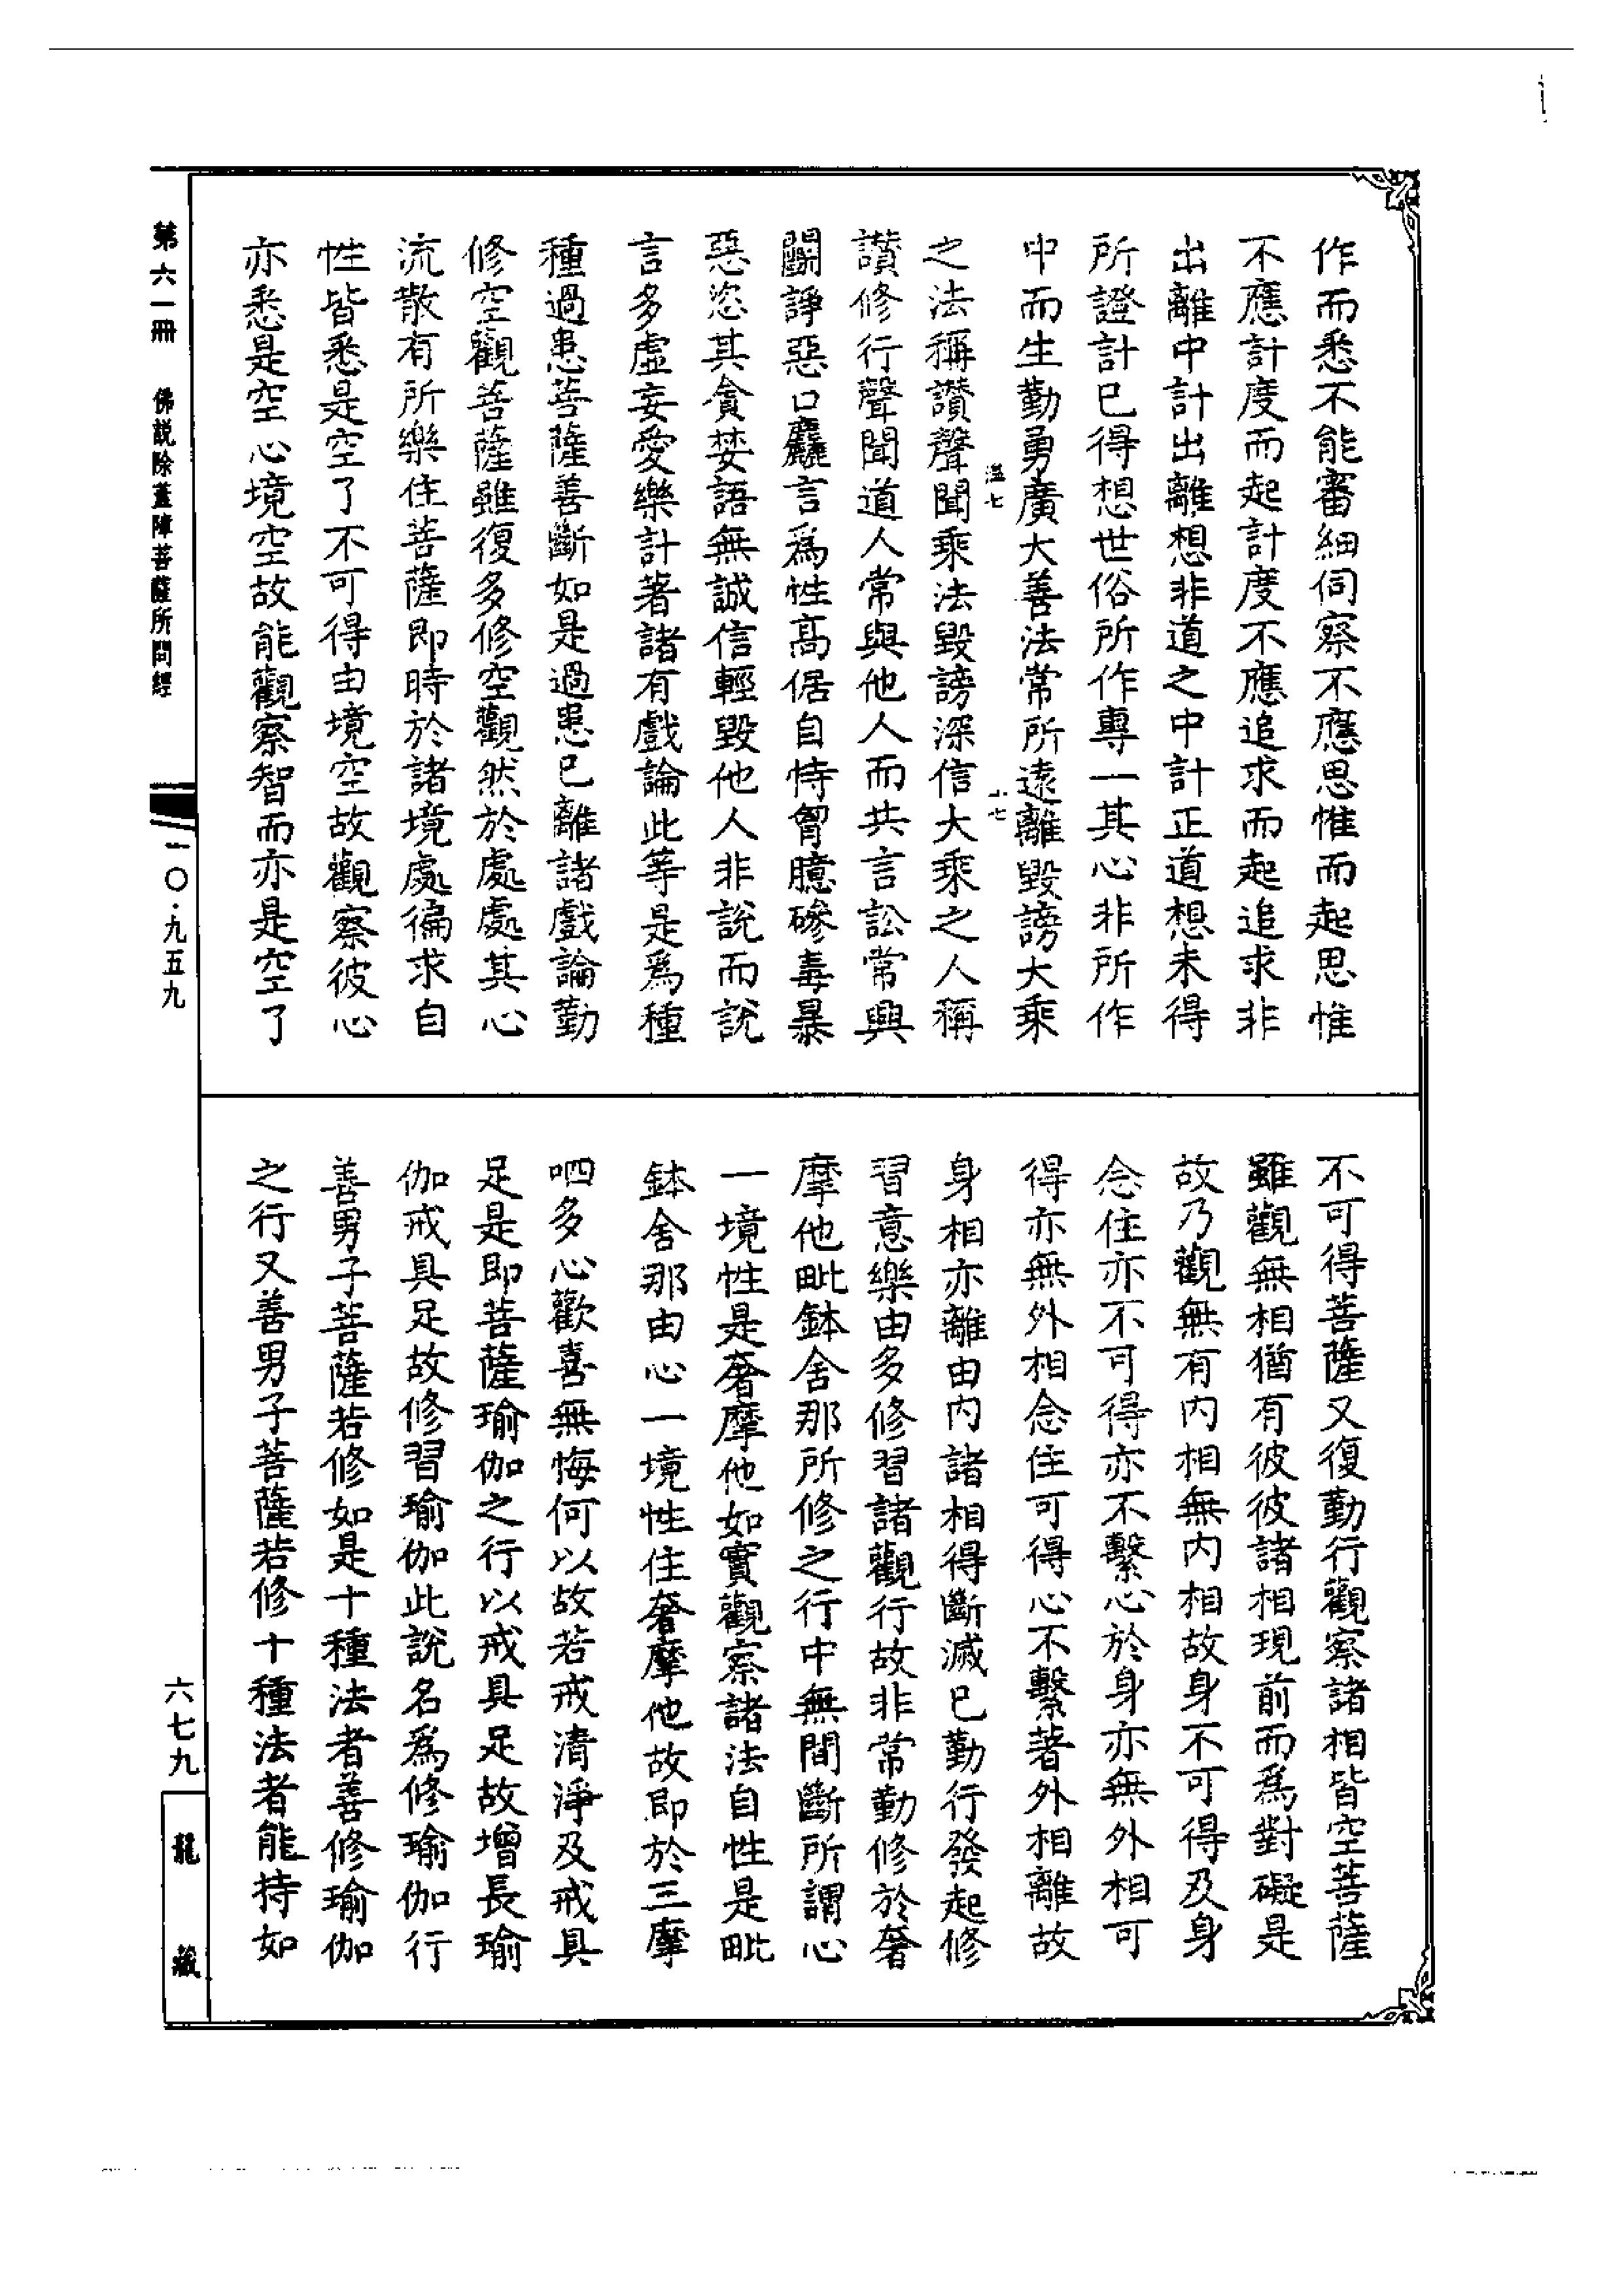 作而悉不能審細伺察不應思惟而起思惟
不應計度而起計度不應追求而起追求非
出離中計出離想非道之中計正道想未得
所證計已得想世俗所作專一其心非所作
中而生勤勇廣大善法常所遠離毀謗大乘
之法稱讚聲聞乘法毀謗深信大乘之人稱
讚修行聲聞道人常與他人而共言訟常興
鬭諍惡口麤言爲性高倨自恃胷臆磣毒暴
惡恣其貪婪語無誠信輕毀他人非說而說
言多虛妄愛樂計著諸有戲論此等是爲種
種過患菩薩善斷如是過患已離諸戲論勤
修空觀菩薩雖復多修空觀然於處處其心
流散有所樂住菩薩即時於諸境處徧求自
性皆悉是空了不可得由境空故觀察彼心
亦悉是空心境空故能觀察智而亦是空了
不可得菩薩又復勤行觀察諸相皆空菩薩
雖觀無相猶有彼彼諸相現前而爲對礙是
故乃觀無有內相無內相故身不可得及身
念住亦不可得亦不繫心於身亦無外相可
得亦無外相念住可得心不繫著外相離故
身相亦離由內諸相得斷滅已勤行發起修
習意樂由多修習諸觀行故非常勤修於奢
摩他毗鉢舍那所修之行中無間斷所謂心
一境性是奢摩他如實觀察諸法自性是毗
鉢舍那由心一境性住奢摩他故即於三摩
呬多心歡喜無悔何以故若戒清淨及戒具
足是即菩薩瑜伽之行以戒具足故增長瑜
伽戒具足故修習瑜伽此說名爲修瑜伽行
善男子菩薩若修如是十種法者善修瑜伽
之行又善男子菩薩若修十種法者能持如
第六一冊 佛説除蓋障菩薩所問經
一〇·九五九
六七九
龍藏